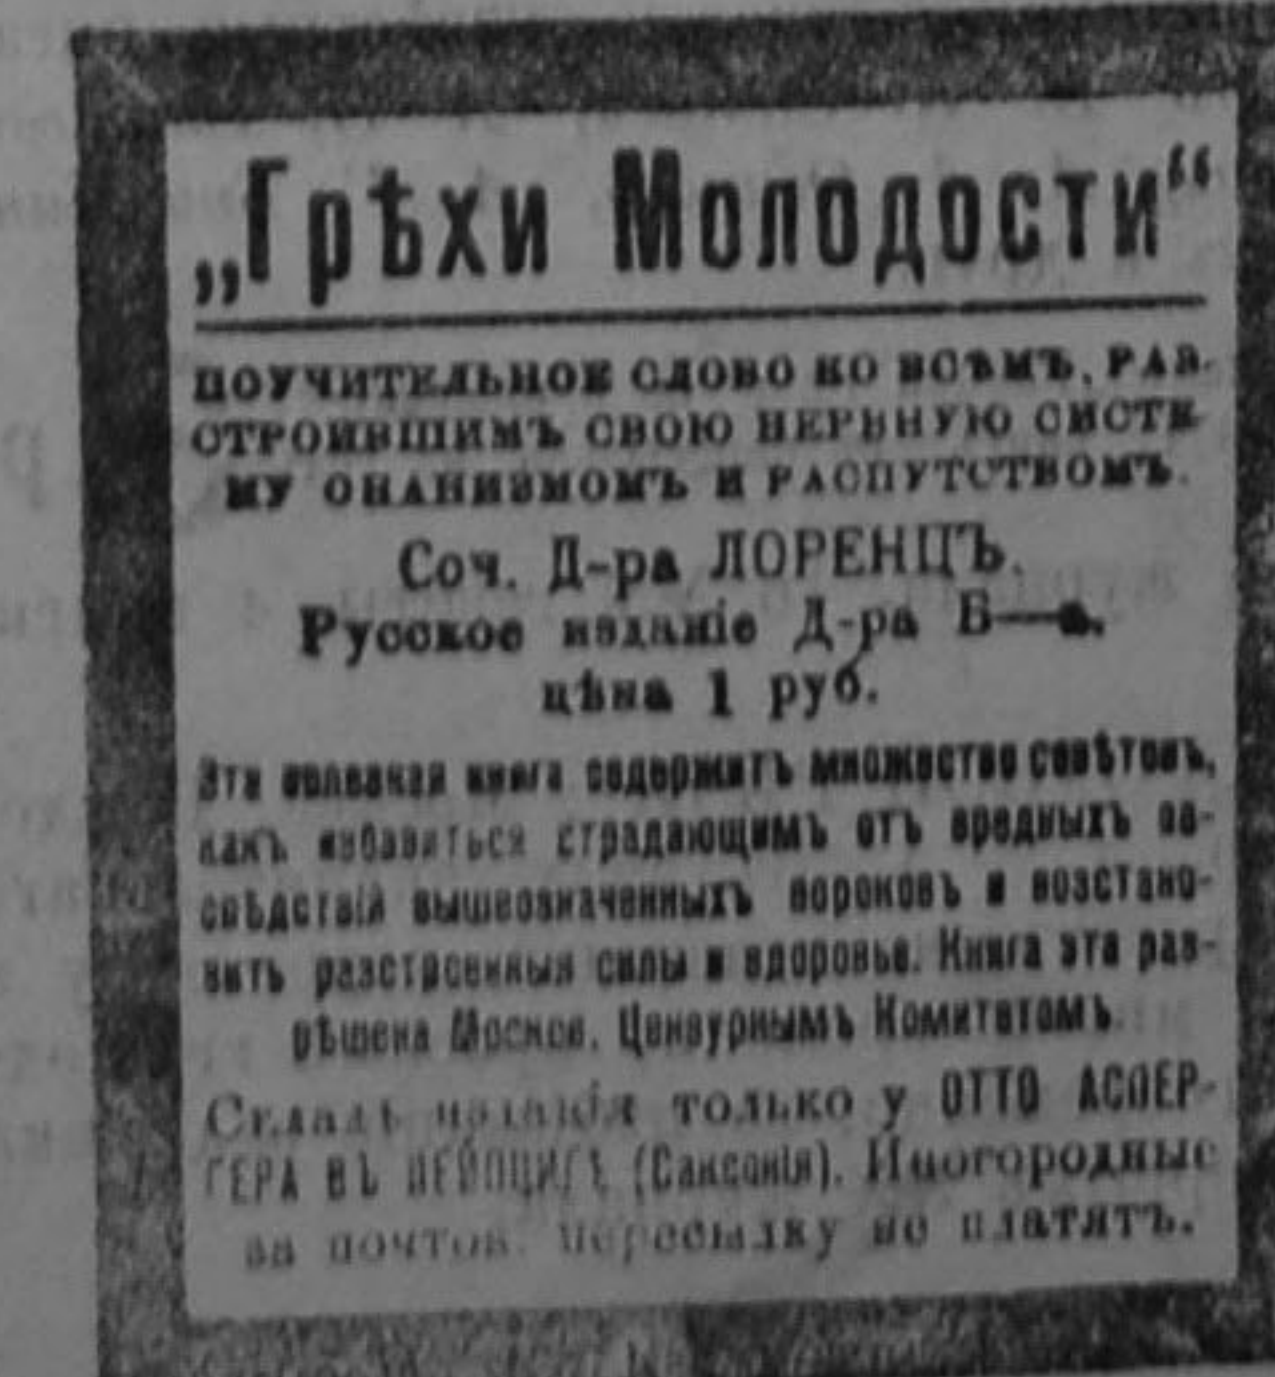 „Грѣхи Молодости“
ПОУЧИТЕЛЬНОЕ СЛОВО КО ВСѢМЪ, РАЗ-
СТРОИВШИМЪ СВОЮ НЕРВНУЮ СИСТЕ-
МУ ОНАНИЗМОМЪ И РАСПУТСТВОМЪ.
Соч. Д-ра ЛОРЕНЦЪ.
Русское изданіе Д-ра Б—а.
цѣна 1 руб.
Эта полезная книга содержитъ множество совѣтовъ,
какъ избавиться страдающимъ отъ вредныхъ по-
слѣдствій вышеозначенныхъ пороковъ и возстано-
вить разстроенныя силы и здоровье. Книга эта раз-
рѣшена Москов. Цензурнымъ Комитетомъ.
Складъ изданія только у ОТТО АСПЕР-
ГЕРА ВЪ ЛЕЙПЦИГѢ (Саксонія). Иногородные
за почтов. пересылку не платятъ.